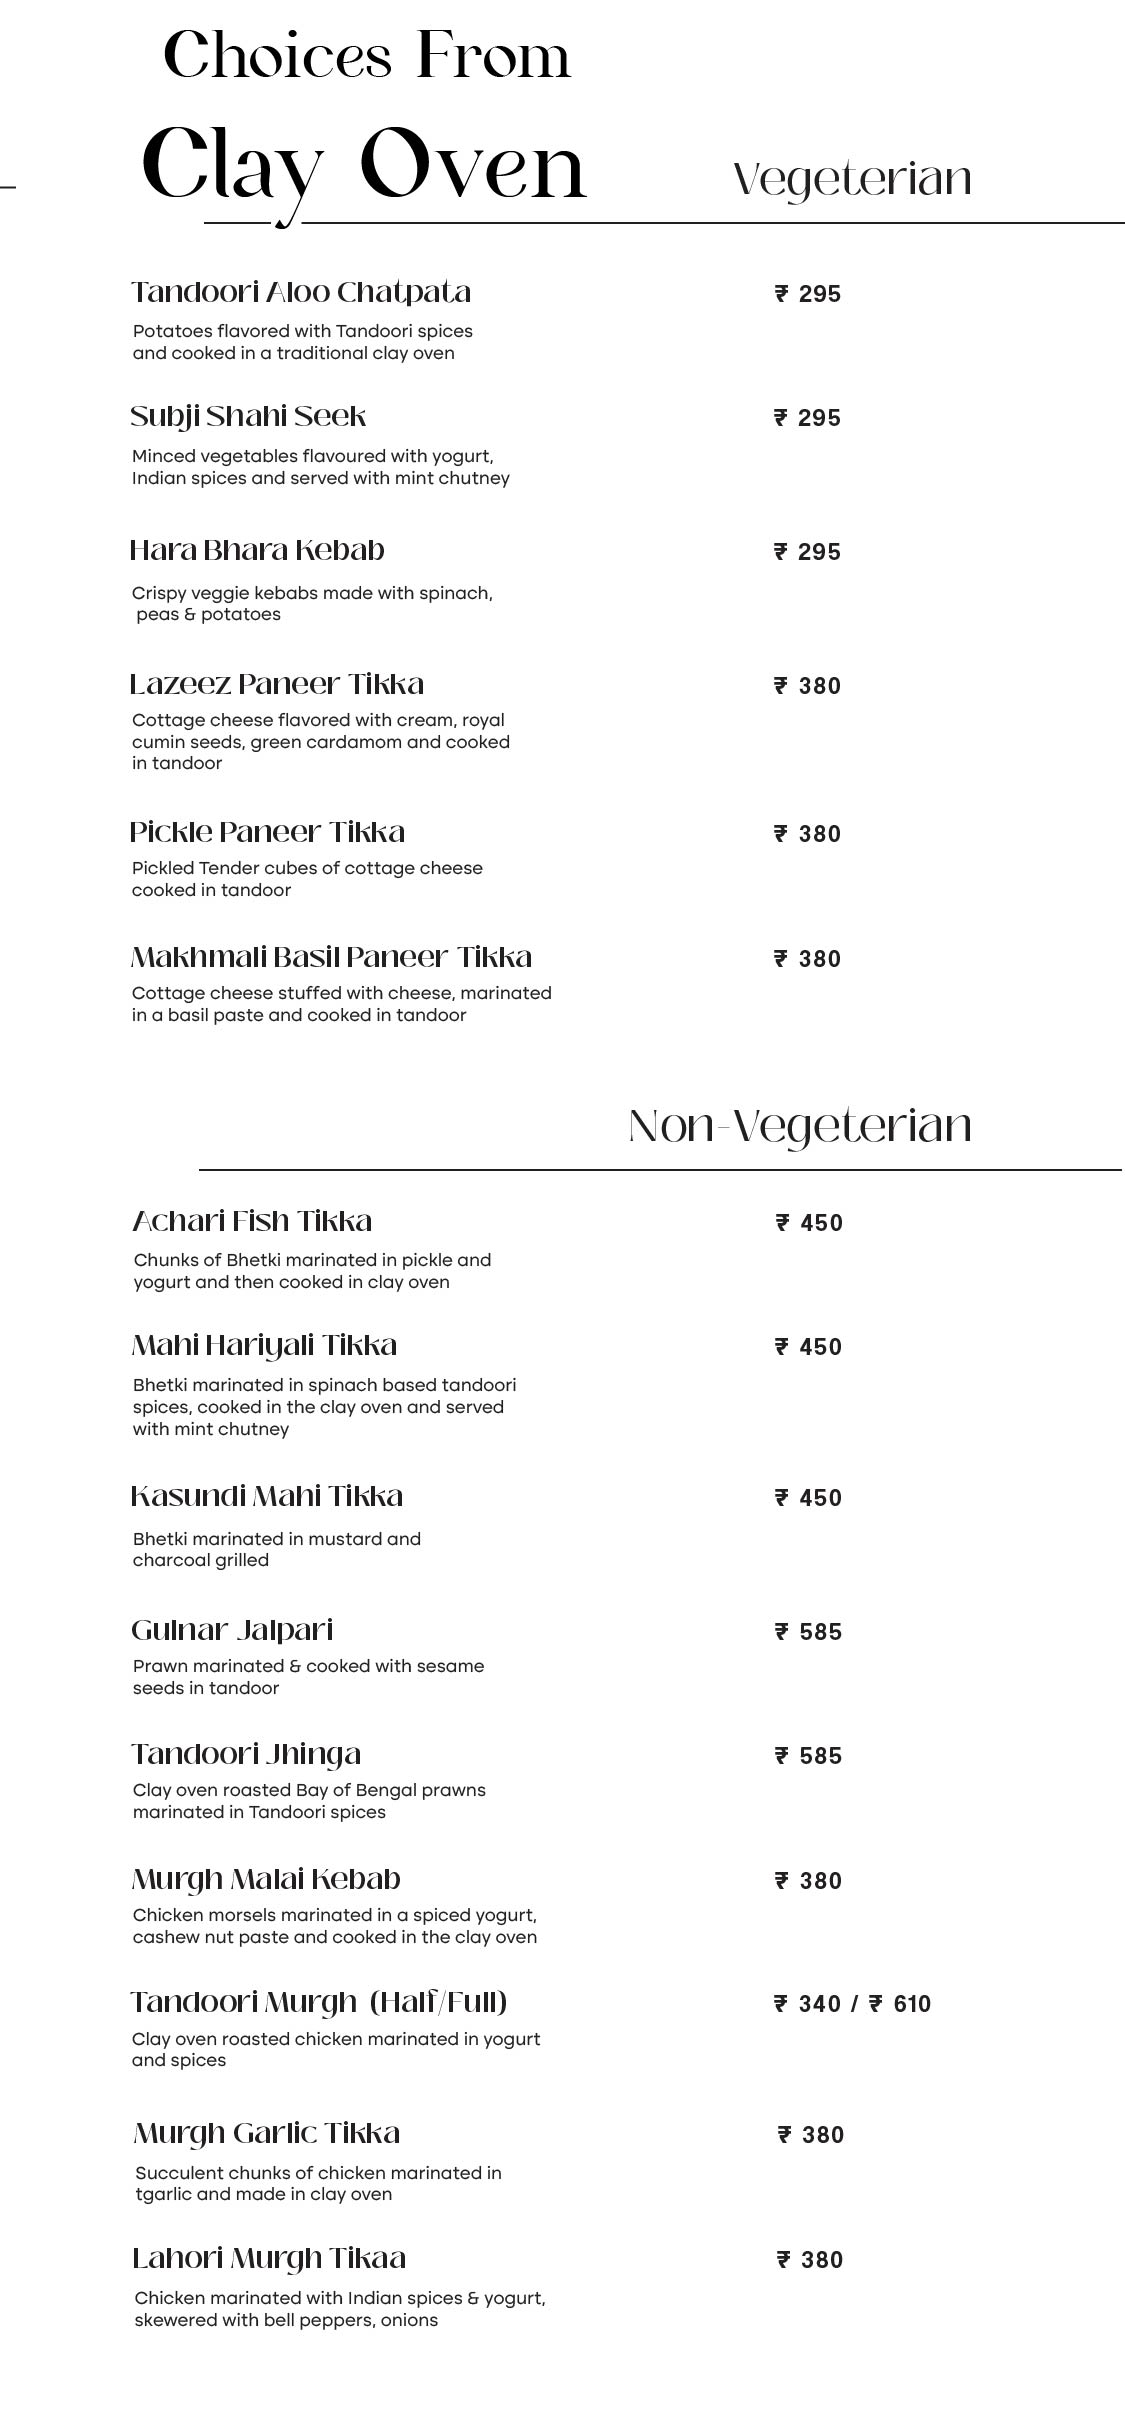 Choices From
Clay Oven
Vegeterian
Tandoori Aloo Chatpata ₹ 295
Potatoes flavored with Tandoori spices
and cooked in a traditional clay oven
Subji Shahi Seek ₹ 295
Minced vegetables flavoured with yogurt,
Indian spices and served with mint chutney
Hara Bhara Kebab ₹ 295
Crispy veggie kebabs made with spinach,
peas & potatoes
Lazeez Paneer Tikka ₹ 380
Cottage cheese flavored with cream, royal
cumin seeds, green cardamom and cooked
in tandoor
Pickle Paneer Tikka ₹ 380
Pickled Tender cubes of cottage cheese
cooked in tandoor
Makhmali Basil Paneer Tikka ₹ 380
Cottage cheese stuffed with cheese, marinated
in a basil paste and cooked in tandoor
Non-Vegeterian
Achari Fish Tikka ₹ 450
Chunks of Bhetki marinated in pickle and
yogurt and then cooked in clay oven
Mahi Hariyali Tikka ₹ 450
Bhetki marinated in spinach based tandoori
spices, cooked in the clay oven and served
with mint chutney
Kasundi Mahi Tikka ₹ 450
Bhetki marinated in mustard and
charcoal grilled
Gulnar Jalpari ₹ 585
Prawn marinated & cooked with sesame
seeds in tandoor
Tandoori Jhinga ₹ 585
Clay oven roasted Bay of Bengal prawns
marinated in Tandoori spices
Murgh Malai Kebab ₹ 380
Chicken morsels marinated in a spiced yogurt,
cashew nut paste and cooked in the clay oven
Tandoori Murgh (Half/Full) ₹ 340 / ₹ 610
Clay oven roasted chicken marinated in yogurt
and spices
Murgh Garlic Tikka ₹ 380
Succulent chunks of chicken marinated in
tgarlic and made in clay oven
Lahori Murgh Tikaa ₹ 380
Chicken marinated with Indian spices & yogurt,
skewered with bell peppers, onions